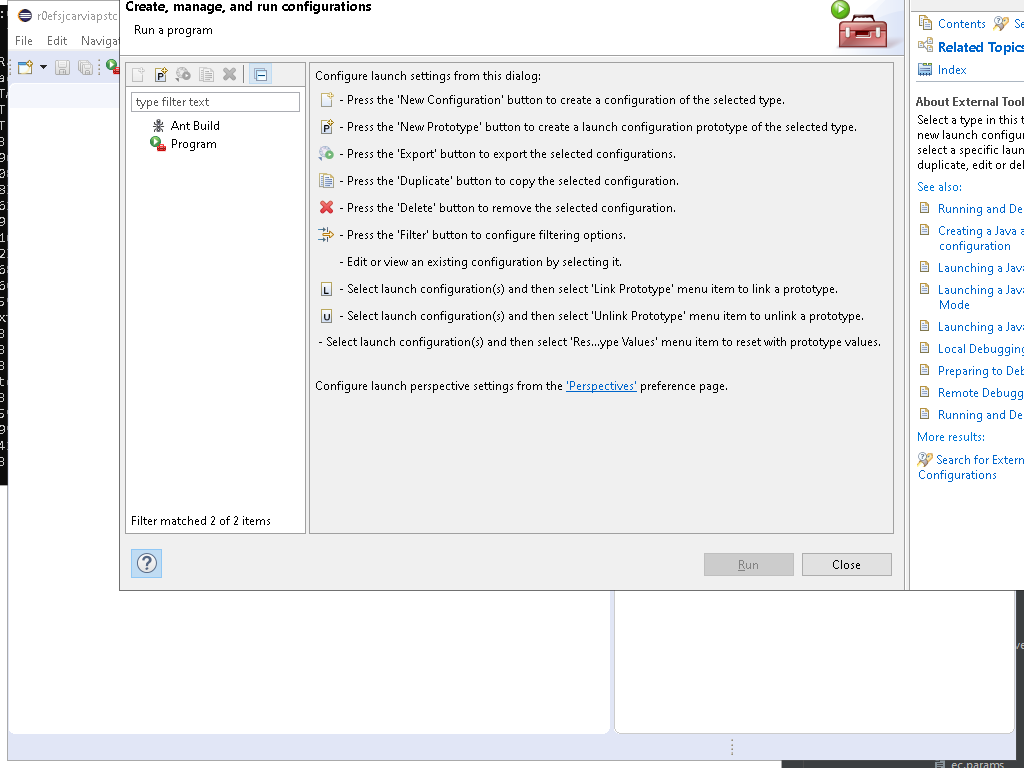 Create, manage, and run configurations
Run a program
r0efsjcarviapstc
File Edit Navigat
type filter text
Ant Build
Program
Filter matched 2 of 2 items
Configure launch settings from this dialog:
- Press the 'New Configuration' button to create a configuration of the selected type.
- Press the 'New Prototype' button to create a launch configuration prototype of the selected type.
- Press the 'Export' button to export the selected configurations.
- Press the 'Duplicate' button to copy the selected configuration.
- Press the 'Delete' button to remove the selected configuration.
- Press the 'Filter' button to configure filtering options.
- Edit or view an existing configuration by selecting it.
- Select launch configuration(s) and then select 'Link Prototype' menu item to link a prototype.
- Select launch configuration(s) and then select 'Unlink Prototype' menu item to unlink a prototype.
- Select launch configuration(s) and then select 'Res...ype Values' menu item to reset with prototype values.
Configure launch perspective settings from the 'Perspectives' preference page.
Run
Close
Contents Se
Related Topics
Index
About External Tool
Select a type in this t
new launch configur
select a specific laun
duplicate, edit or del
See also:
Running and De
Creating a Java a
configuration
Launching a Java
Launching a Java
Mode
Launching a Java
Local Debugging
Preparing to Deb
Remote Debugg
Running and De
More results:
Search for Extern
Configurations
ec.params